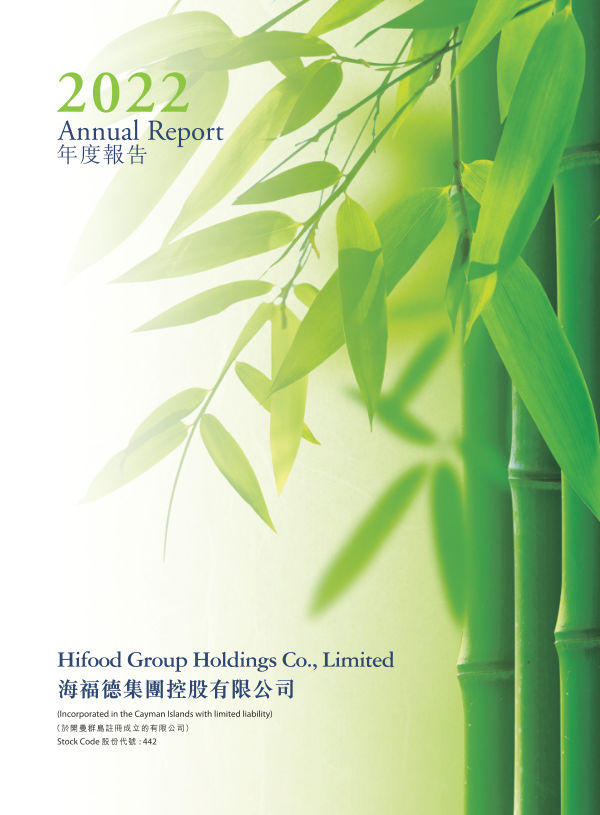 2022
Annual Report
年度報告
Hifood Group Holdings Co., Limited
海福德集團控股有限公司
(Incorporated in the Cayman Islands with limited liability)
(於開曼群島註冊成立的有限公司)
Stock Code 股份代號 : 442